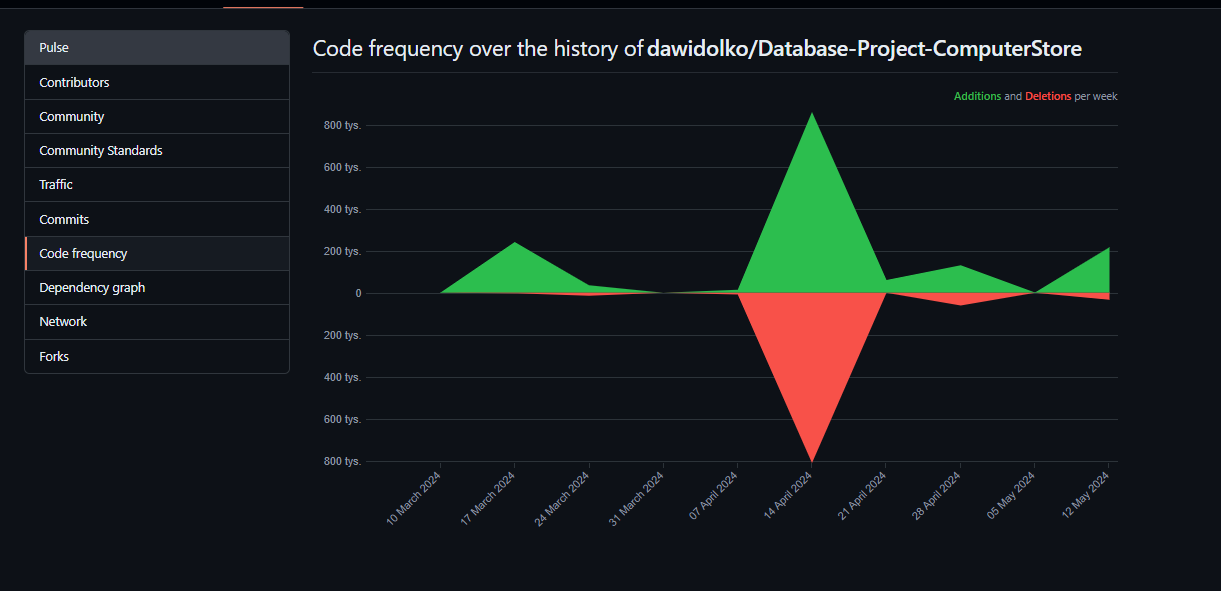 Pulse
Contributors
Community
Community Standards
Traffic
Commits
Code frequency
Dependency graph
Network
Forks
Code frequency over the history of dawidolko/Database-Project-ComputerStore
Additions and Deletions per week
800 tys.
600 tys.
400 tys.
200 tys.
0
200 tys.
400 tys.
600 tys.
800 tys.
10 March 2024
17 March 2024
24 March 2024
31 March 2024
07 April 2024
14 April 2024
21 April 2024
28 April 2024
05 May 2024
12 May 2024